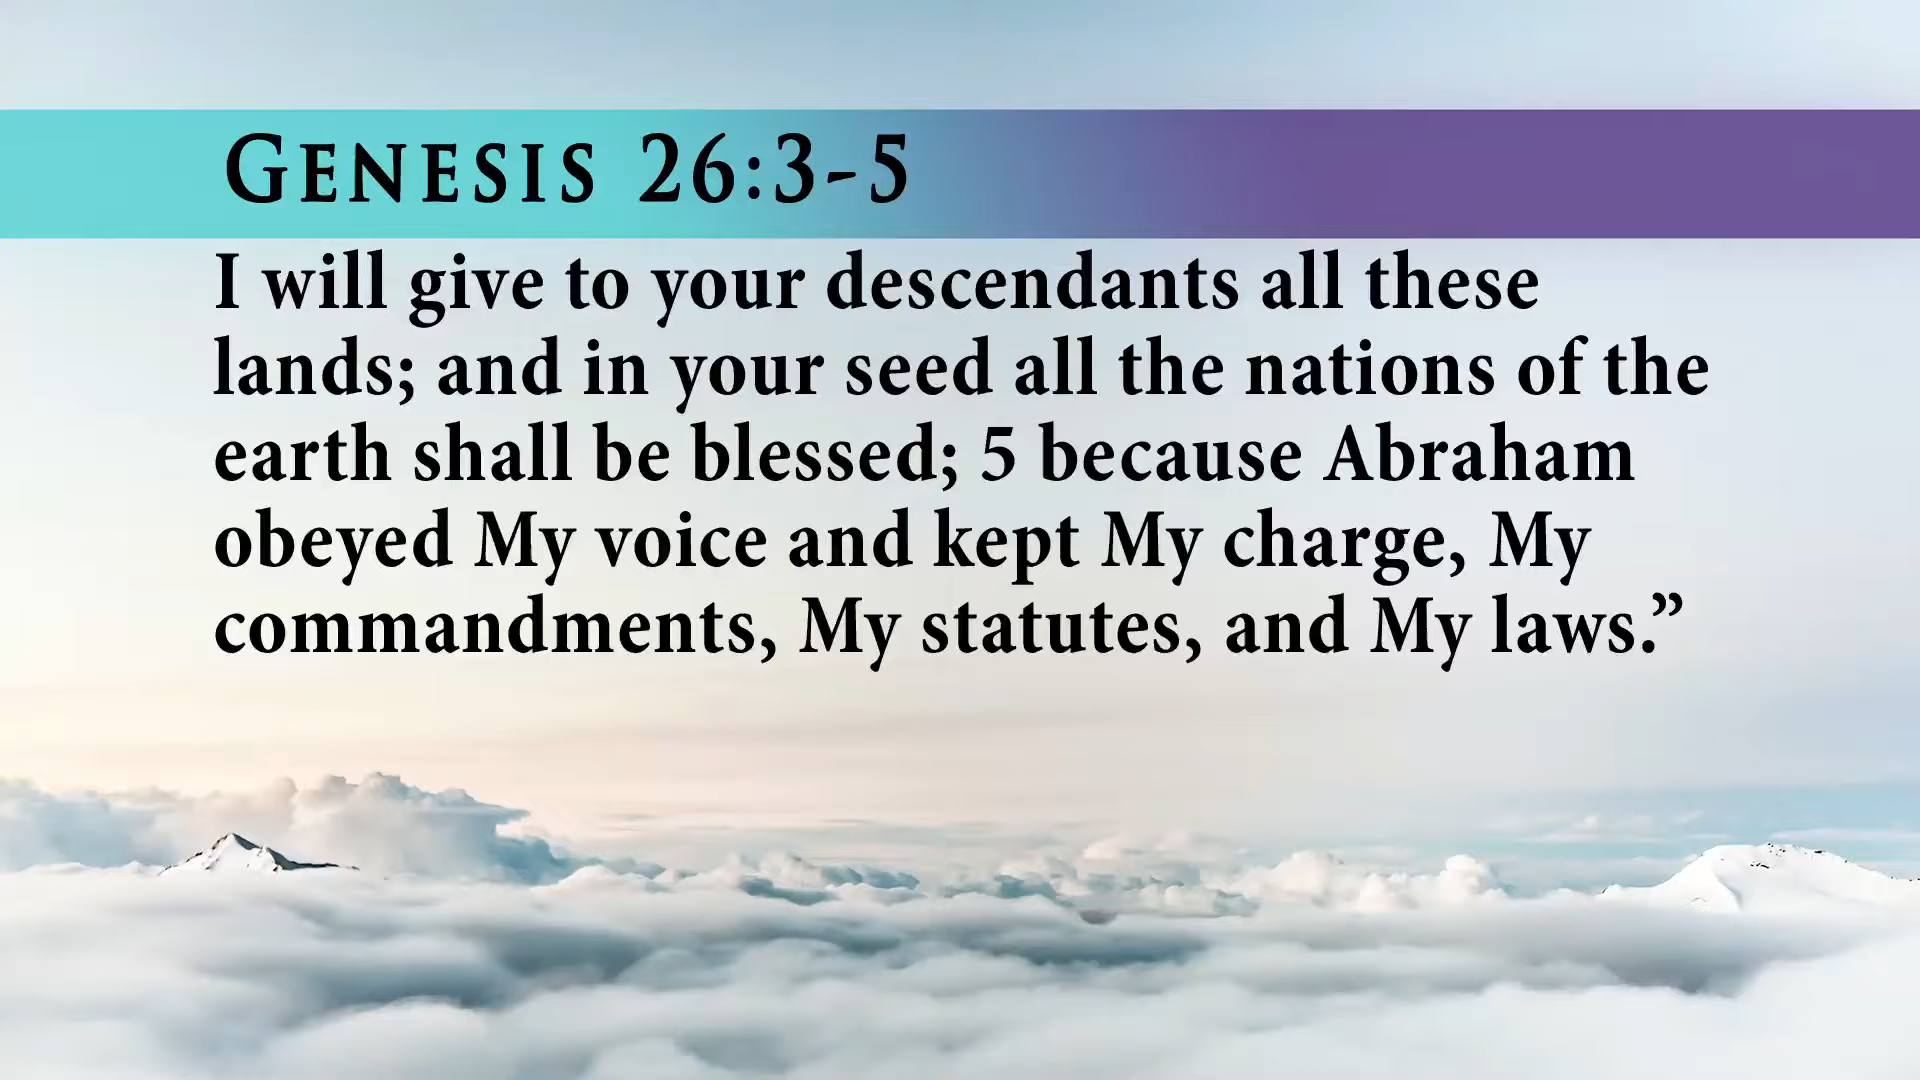 Genesis 26:3-5
I will give to your descendants all these
lands; and in your seed all the nations of the
earth shall be blessed; 5 because Abraham
obeyed My voice and kept My charge, My
commandments, My statutes, and My laws.”